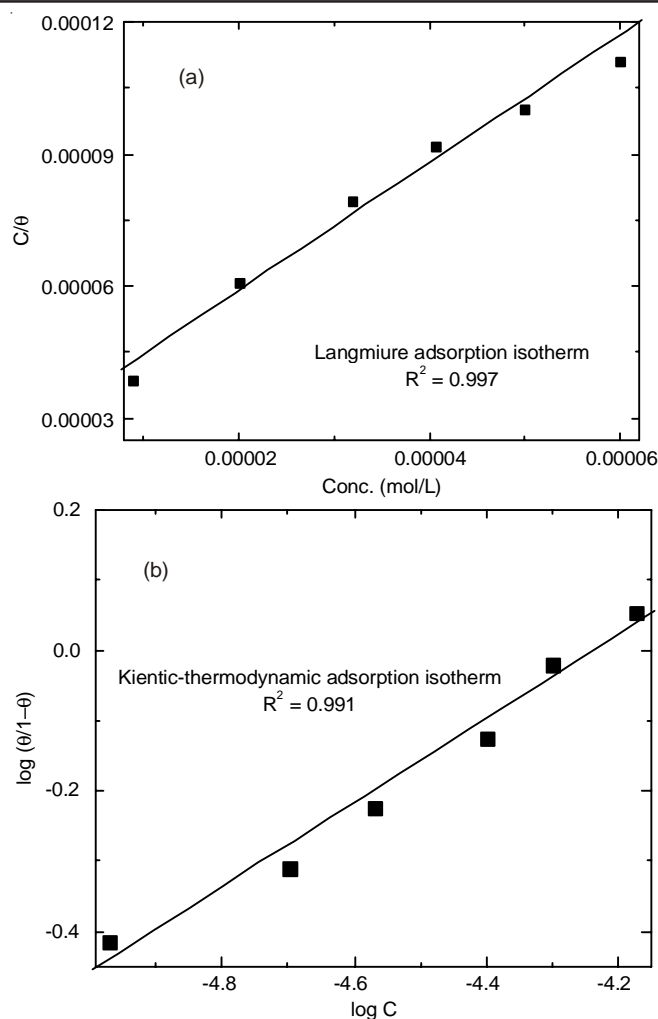 0.00012
(a)
0.00009
C/θ
0.00006
Langmiure adsorption isotherm
R² = 0.997
0.00003
0.00002 0.00004 0.00006
Conc. (mol/L)
0.2
(b)
0.0
Kientic-thermodynamic adsorption isotherm
R² = 0.991
log (θ/1–θ)
-0.2
-0.4
-4.8 -4.6 -4.4 -4.2
log C